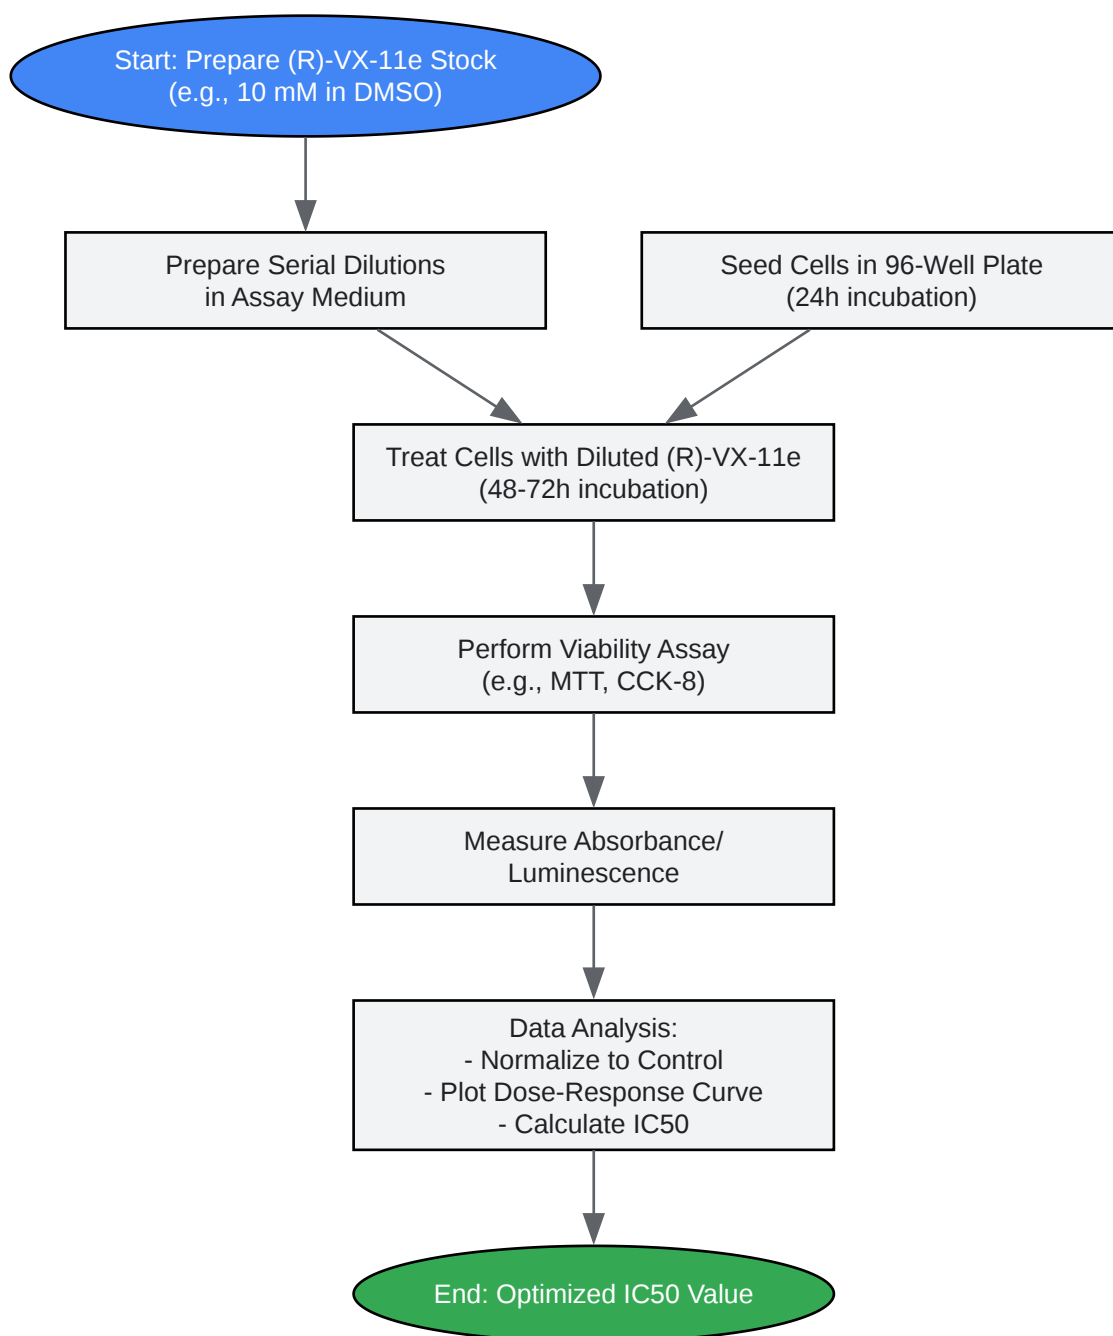 Start: Prepare (R)-VX-11e Stock
(e.g., 10 mM in DMSO)
Prepare Serial Dilutions
in Assay Medium
Seed Cells in 96-Well Plate
(24h incubation)
Treat Cells with Diluted (R)-VX-11e
(48-72h incubation)
Perform Viability Assay
(e.g., MTT, CCK-8)
Measure Absorbance/
Luminescence
Data Analysis:
- Normalize to Control
- Plot Dose-Response Curve
- Calculate IC50
End: Optimized IC50 Value